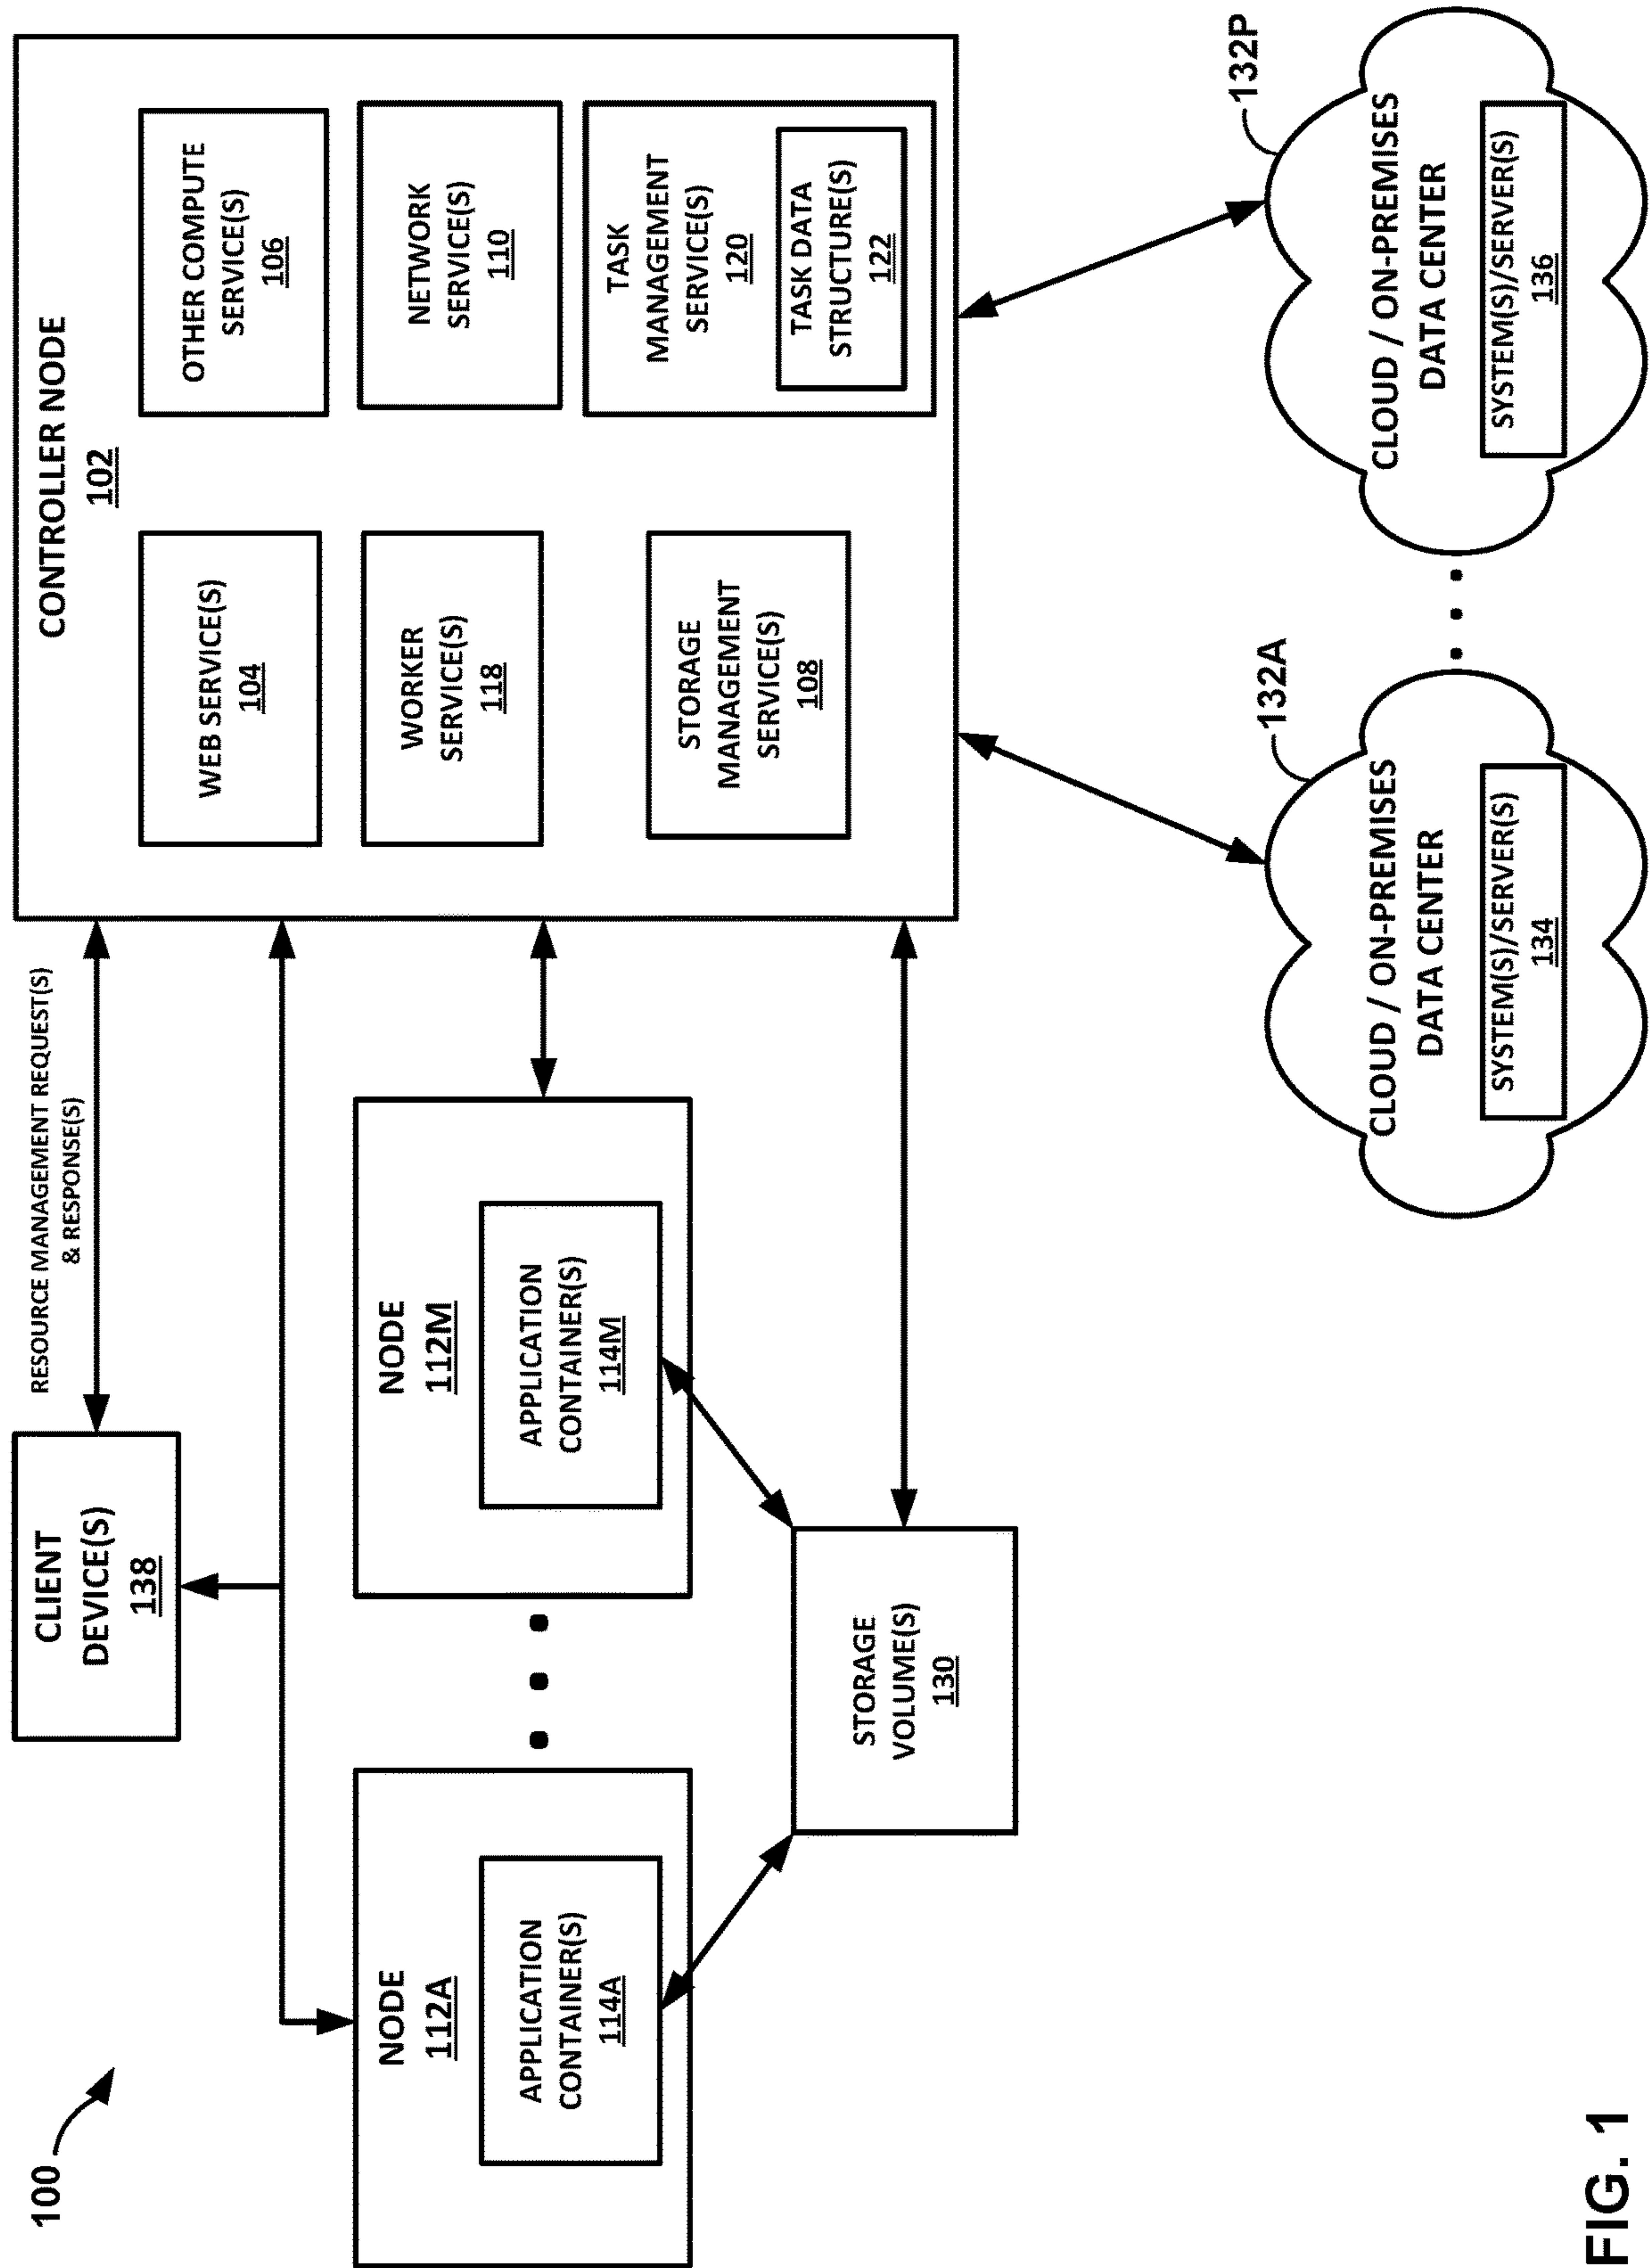 100
CLIENT
DEVICE(S)
138
RESOURCE MANAGEMENT REQUEST(S)
& RESPONSE(S)
CONTROLLER NODE
102
WEB SERVICE(S)
104
OTHER COMPUTE
SERVICE(S)
106
WORKER
SERVICE(S)
118
NETWORK
SERVICE(S)
110
STORAGE
MANAGEMENT
SERVICE(S)
108
TASK
MANAGEMENT
SERVICE(S)
120
TASK DATA
STRUCTURE(S)
122
NODE
112A
APPLICATION
CONTAINER(S)
114A
NODE
112M
APPLICATION
CONTAINER(S)
114M
STORAGE
VOLUME(S)
130
132A
CLOUD / ON-PREMISES
DATA CENTER
SYSTEM(S)/SERVER(S)
134
132P
CLOUD / ON-PREMISES
DATA CENTER
SYSTEM(S)/SERVER(S)
136
FIG. 1